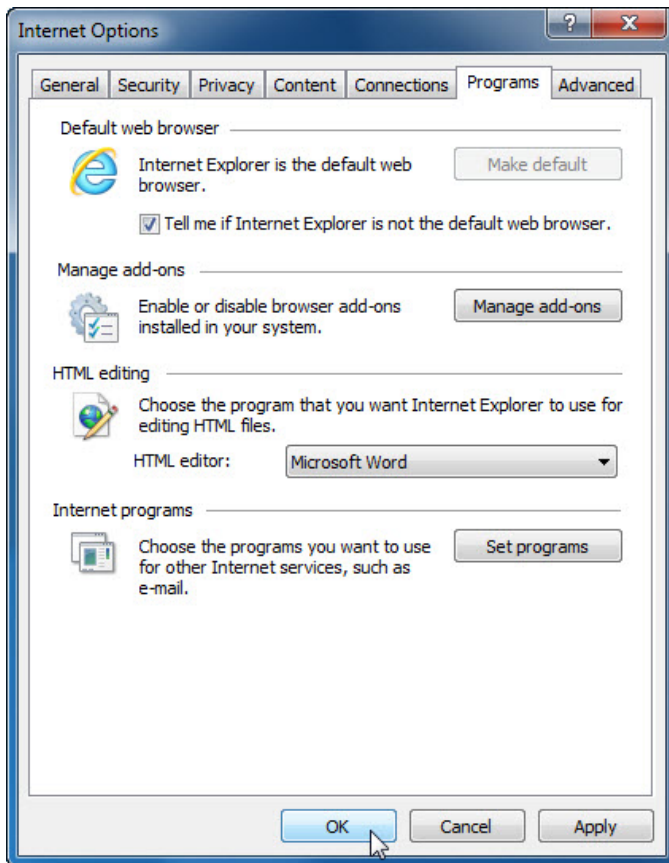 Internet Options
General Security Privacy Content Connections Programs Advanced
Default web browser
Internet Explorer is the default web
browser.
Make default
Tell me if Internet Explorer is not the default web browser.
Manage add-ons
Enable or disable browser add-ons
installed in your system.
Manage add-ons
HTML editing
Choose the program that you want Internet Explorer to use for
editing HTML files.
HTML editor: Microsoft Word
Internet programs
Choose the programs you want to use
for other Internet services, such as
e-mail.
Set programs
OK Cancel Apply